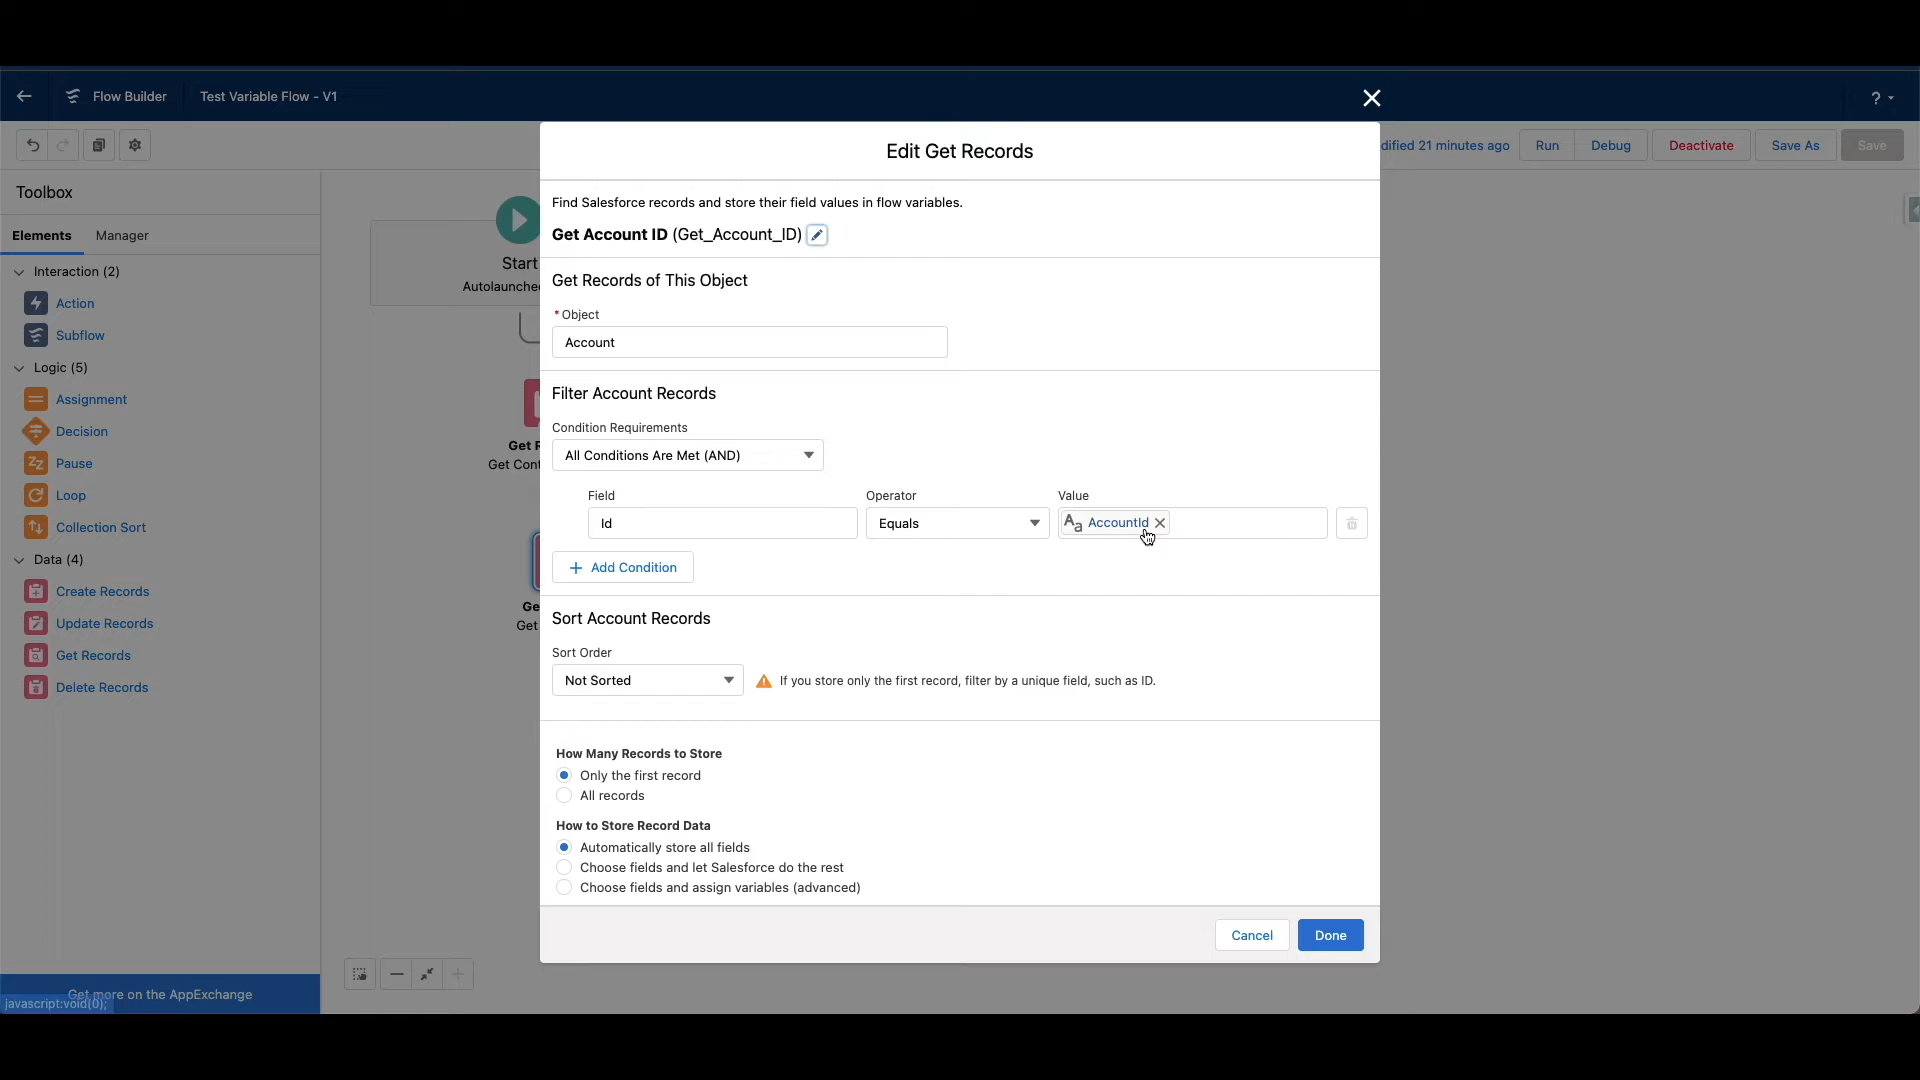 Flow Builder
Test Variable Flow - V1
?
dified 21 minutes ago
Run
Debug
Deactivate
Save As
Save
Toolbox
Elements
Manager
Interaction (2)
Action
Subflow
Logic (5)
Assignment
Decision
Pause
Loop
Collection Sort
Data (4)
Create Records
Update Records
Get Records
Delete Records
Get more on the AppExchange
javascript:void(0);
Start
Autolaunche
Get R
Get Con
Ge
Get
Edit Get Records
Find Salesforce records and store their field values in flow variables.
Get Account ID (Get_Account_ID)
Get Records of This Object
* Object
Account
Filter Account Records
Condition Requirements
All Conditions Are Met (AND)
Field
Operator
Value
Id
Equals
Aa AccountId
+ Add Condition
Sort Account Records
Sort Order
Not Sorted
If you store only the first record, filter by a unique field, such as ID.
How Many Records to Store
Only the first record
All records
How to Store Record Data
Automatically store all fields
Choose fields and let Salesforce do the rest
Choose fields and assign variables (advanced)
Cancel
Done